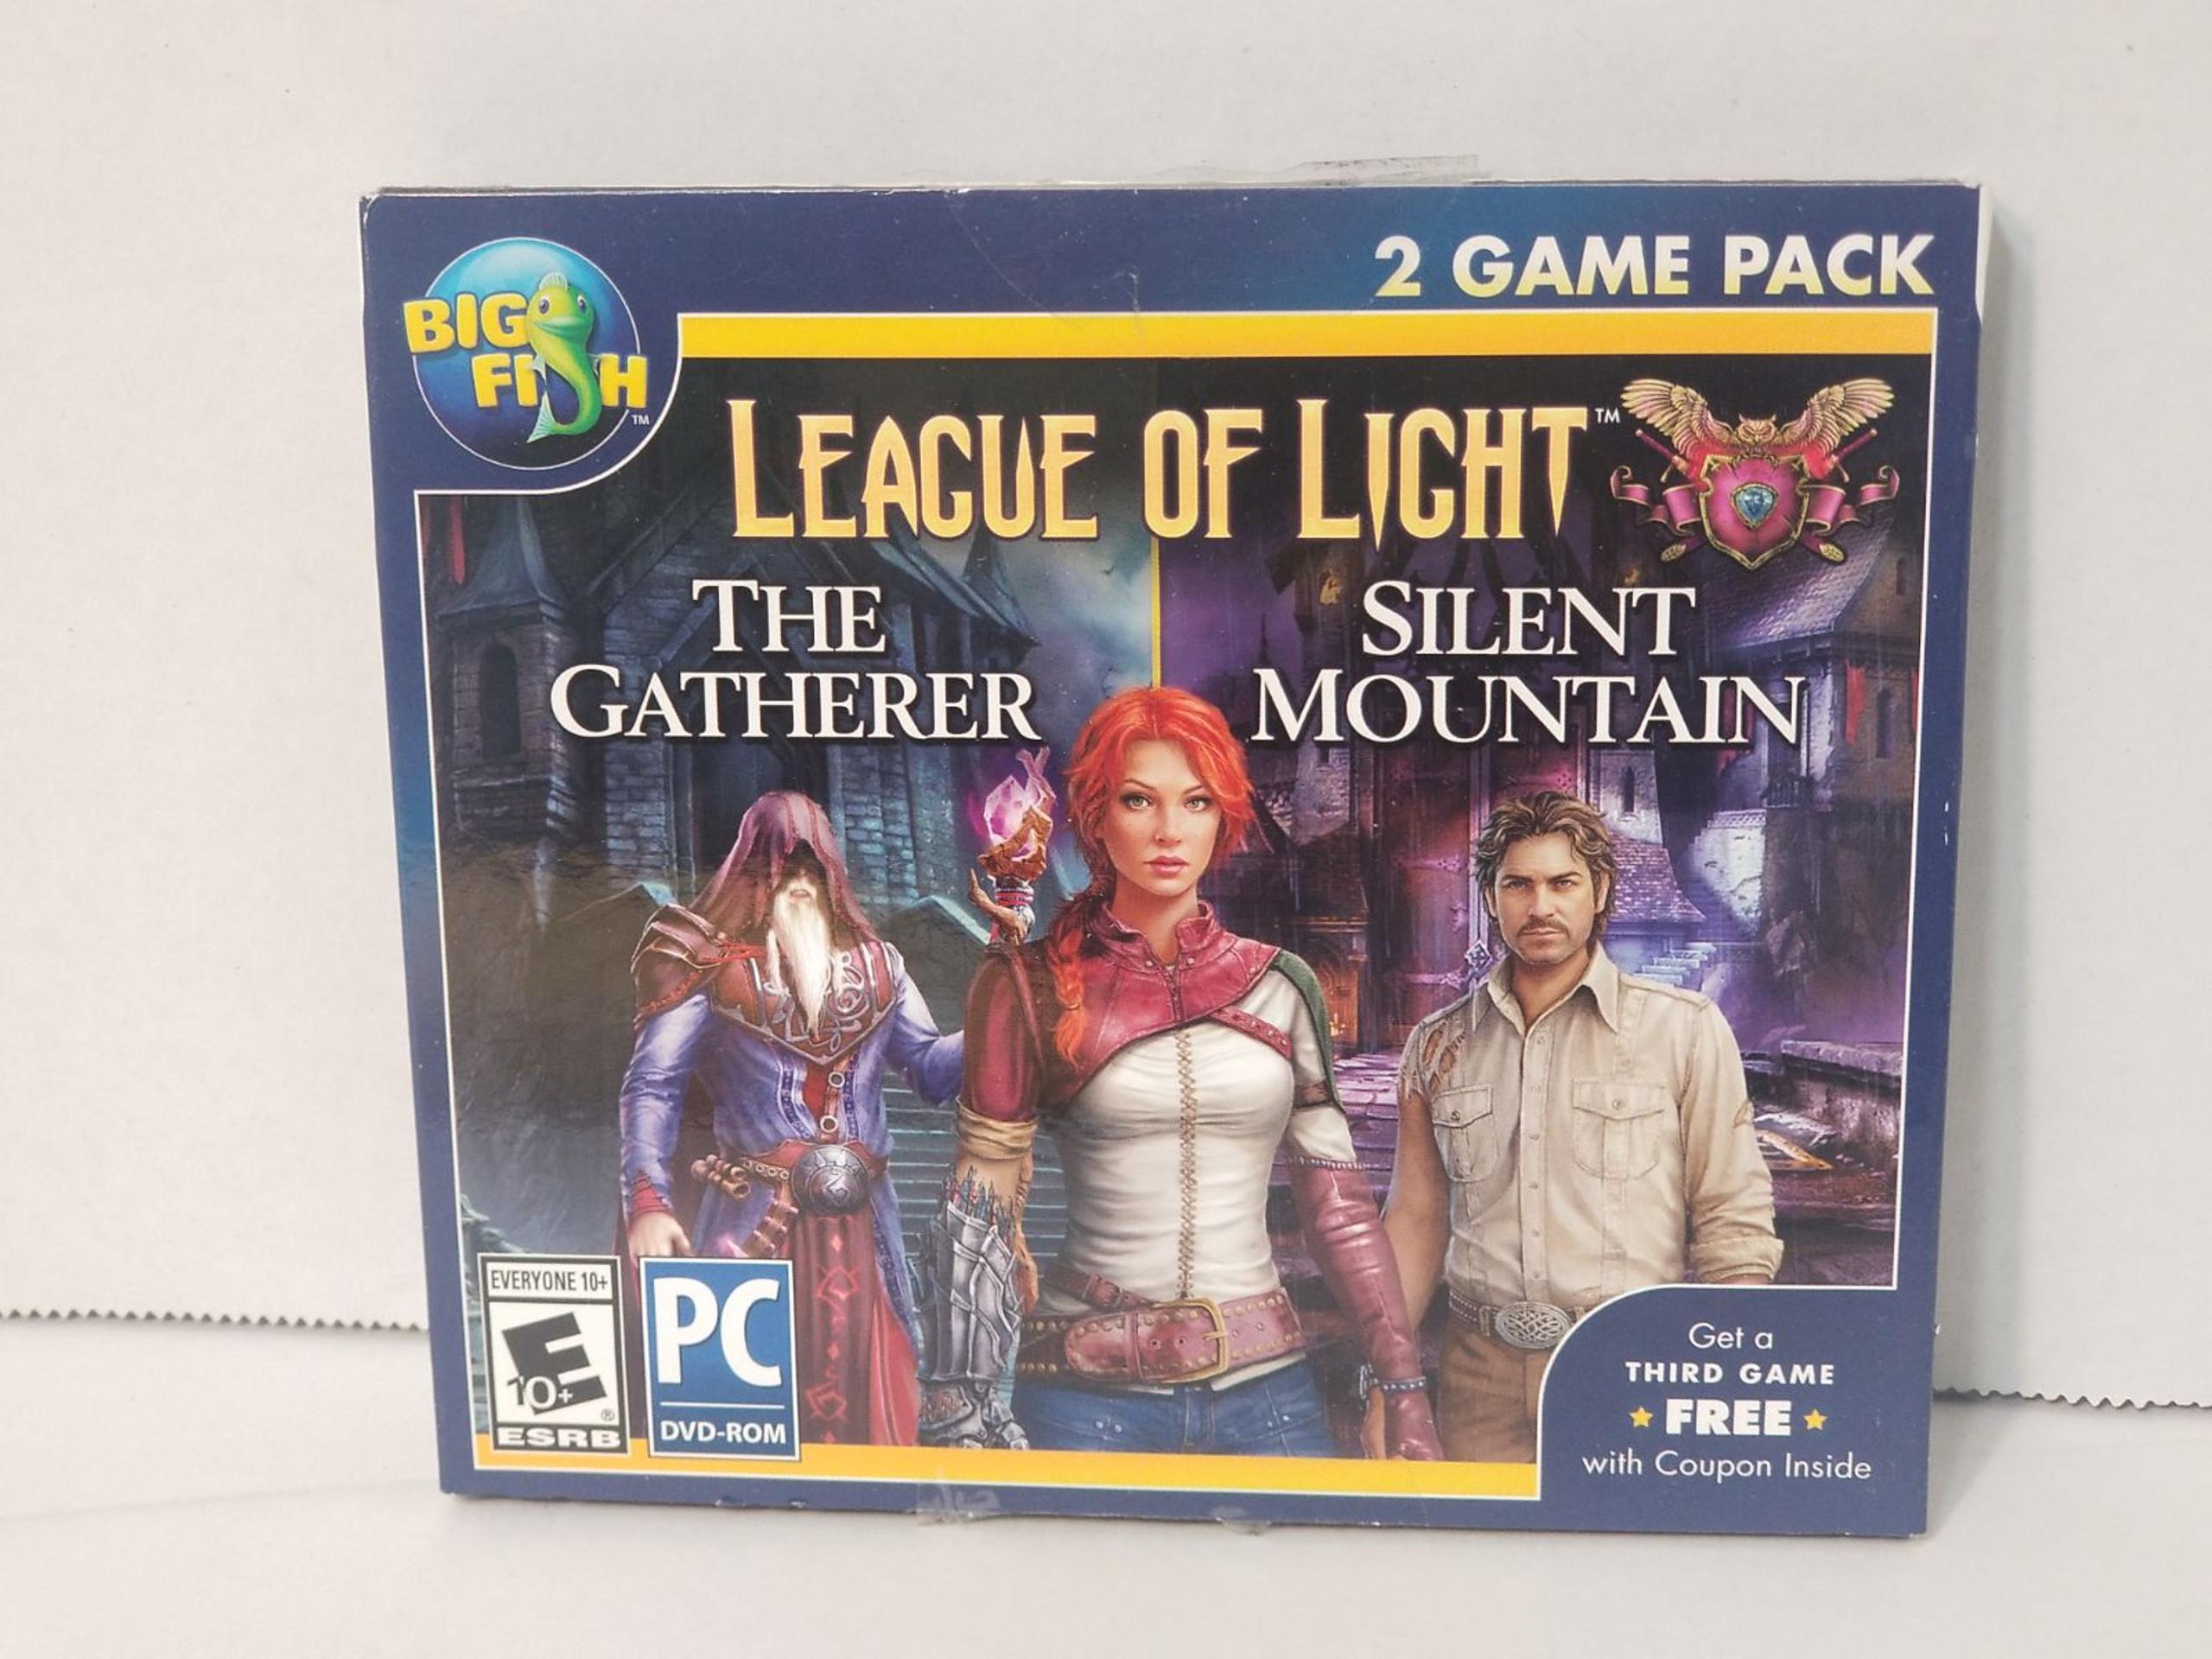 BIG FISH™
2 GAME PACK
LEAGUE OF LIGHT™
THE
GATHERER
SILENT
MOUNTAIN
EVERYONE 10+
E
10+
®
ESRB
PC
DVD-ROM
Get a
THIRD GAME
FREE
with Coupon Inside